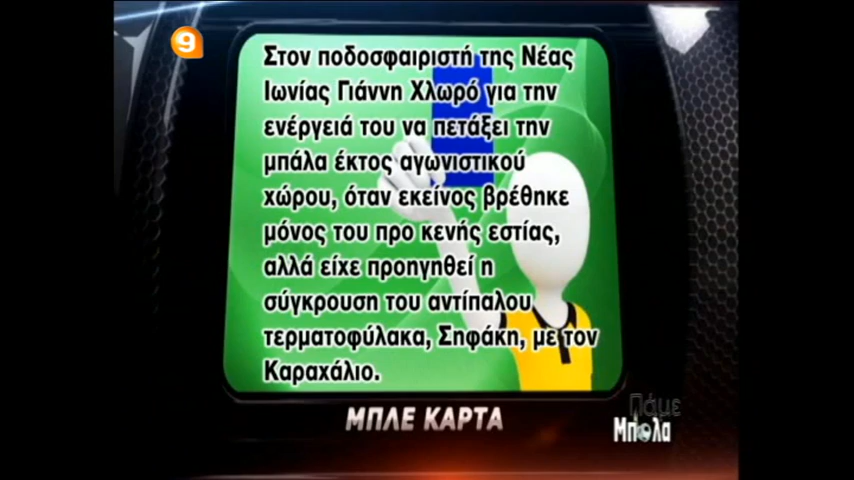 9
Στον ποδοσφαιριστή της Νέας
Ιωνίας Γιάννη Χλωρό για την
ενέργειά του να πετάξει την
μπάλα έκτος αγωνιστικού
χώρου, όταν εκείνος βρέθηκε
μόνος του προ κενής εστίας,
αλλά είχε προηγηθεί η
σύγκρουση του αντίπαλου
τερματοφύλακα, Σηφάκη, με τον
Καραχάλιο.
ΜΠΛΕ ΚΑΡΤΑ
Πάμε
Μπάλα